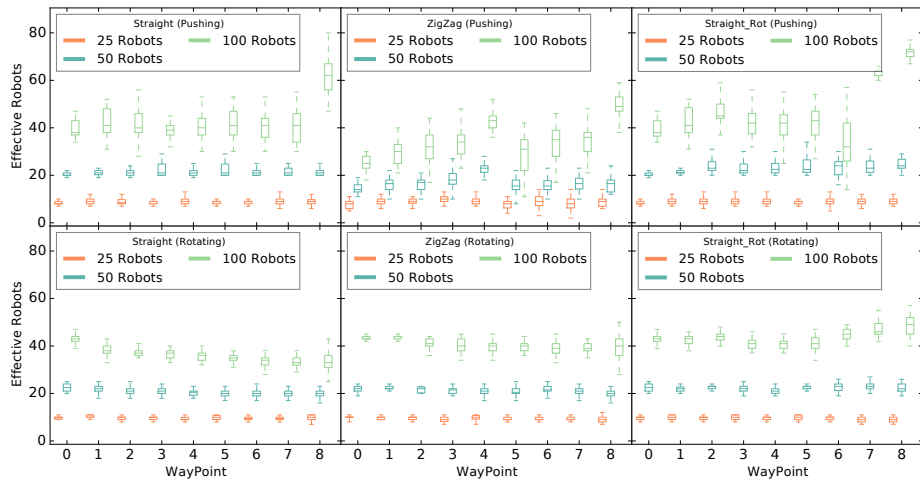 Straight (Pushing)
25 Robots 100 Robots
50 Robots
ZigZag (Pushing)
25 Robots 100 Robots
50 Robots
Straight_Rot (Pushing)
25 Robots 100 Robots
50 Robots
Effective Robots
80
60
40
20
0
Straight (Rotating)
25 Robots 100 Robots
50 Robots
ZigZag (Rotating)
25 Robots 100 Robots
50 Robots
Straight_Rot (Rotating)
25 Robots 100 Robots
50 Robots
Effective Robots
80
60
40
20
0
0 1 2 3 4 5 6 7 8
0 1 2 3 4 5 6 7 8
0 1 2 3 4 5 6 7 8
WayPoint
WayPoint
WayPoint